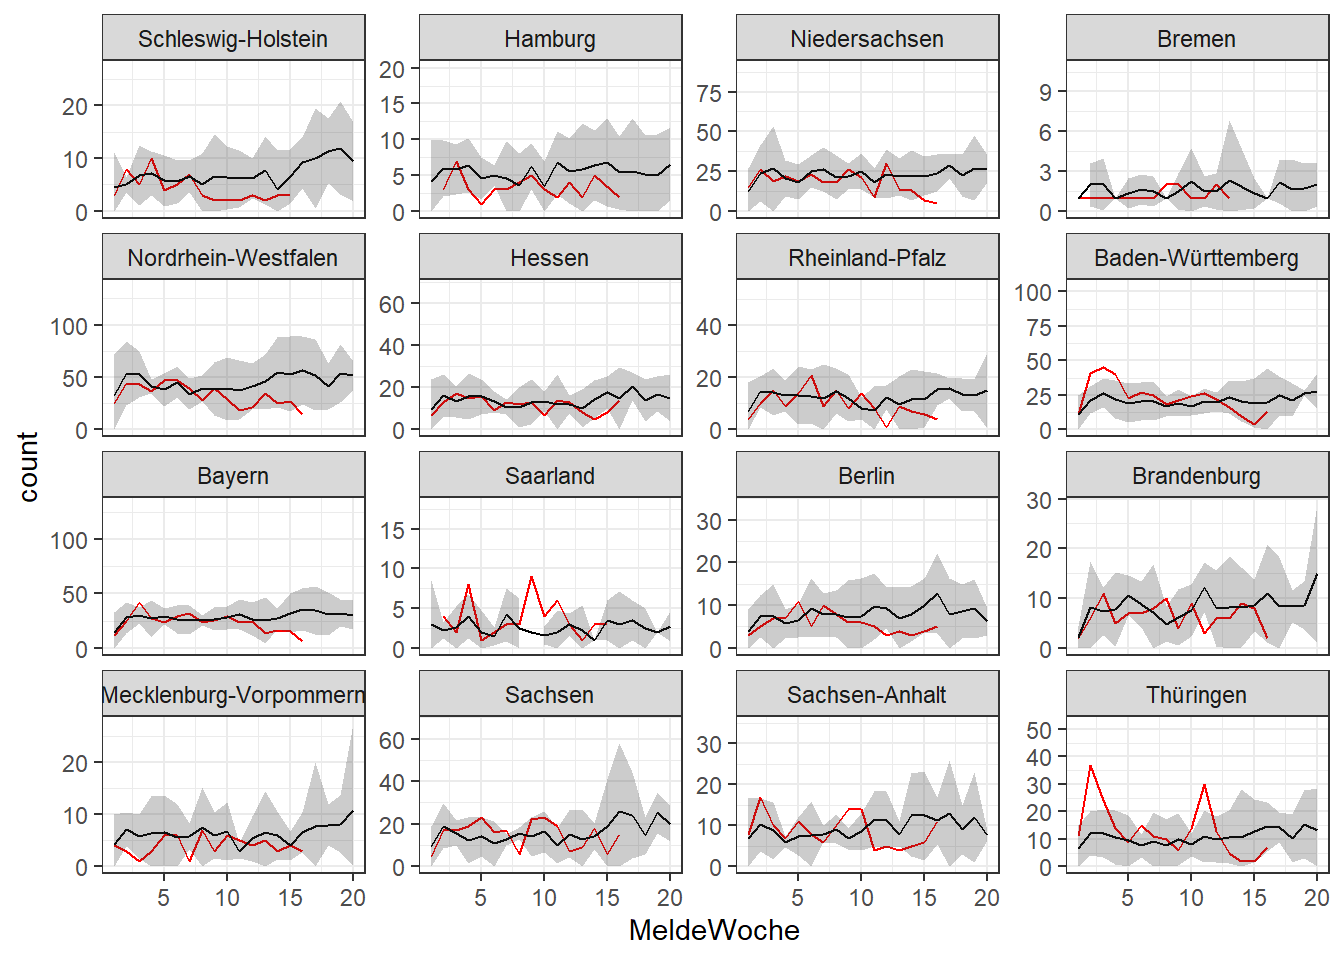 Schleswig-Holstein Hamburg Niedersachsen Bremen
20 10 0
20 15 10 5 0
75 50 25 0
9 6 3 0
Nordrhein-Westfalen Hessen Rheinland-Pfalz Baden-Württemberg
100 50 0
60 40 20 0
40 20 0
100 75 50 25 0
Bayern Saarland Berlin Brandenburg
100 50 0
15 10 5 0
30 20 10 0
30 20 10 0
Mecklenburg-Vorpommern Sachsen Sachsen-Anhalt Thüringen
20 10 0
60 40 20 0
30 20 10 0
50 40 30 20 10 0
5 10 15 20 5 10 15 20 5 10 15 20 5 10 15 20
MeldeWoche
count